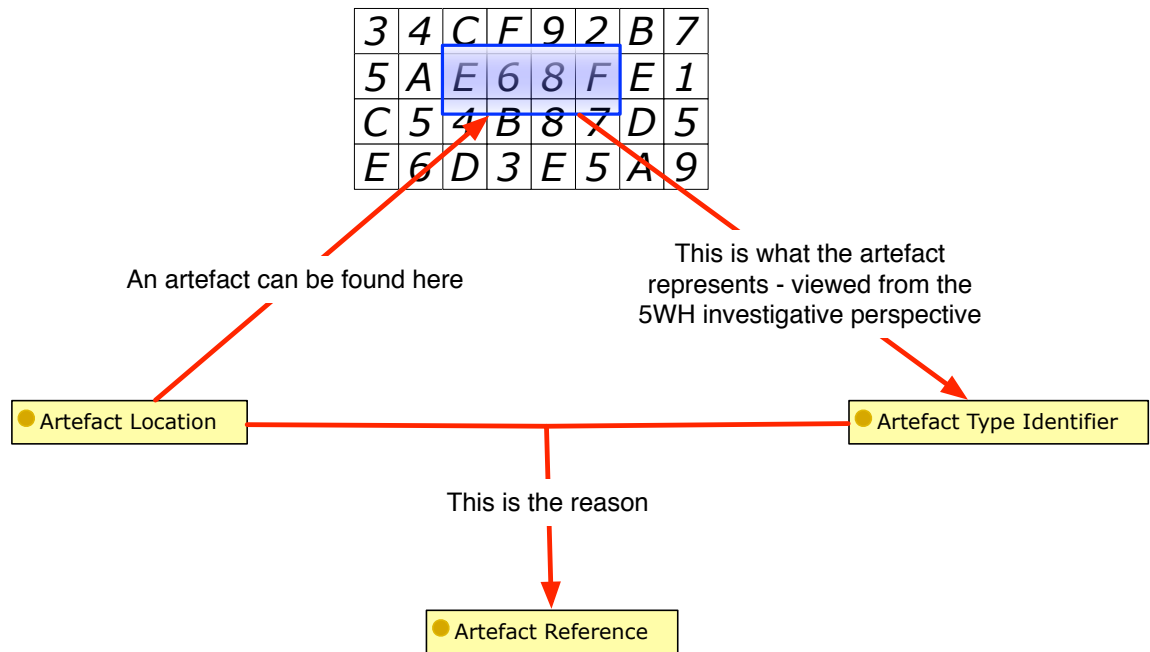 3 4 C F 9 2 B 7
5 A E 6 8 F E 1
C 5 4 B 8 7 D 5
E 6 D 3 E 5 A 9
An artefact can be found here
This is what the artefact
represents - viewed from the
5WH investigative perspective
Artefact Location
Artefact Type Identifier
This is the reason
Artefact Reference